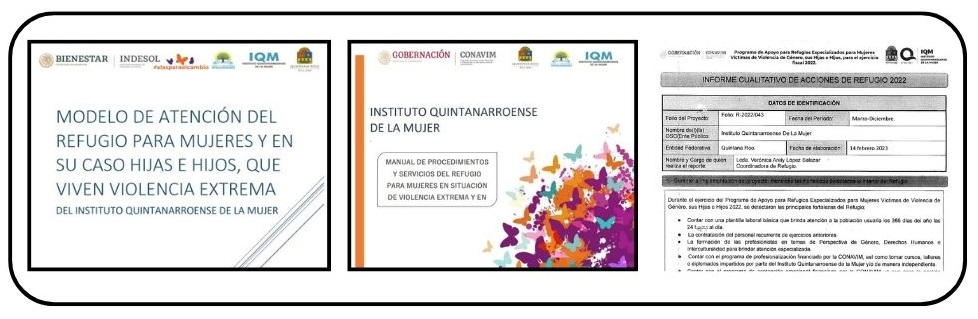 BIENESTAR
INDESOL
#alasparaelcambio
IQM
MODELO DE ATENCIÓN DEL
REFUGIO PARA MUJERES Y EN
SU CASO HIJAS E HIJOS, QUE
VIVEN VIOLENCIA EXTREMA
DEL INSTITUTO QUINTANARROENSE DE LA MUJER
GOBERNACIÓN
CONAVIM
IQM
INSTITUTO QUINTANARROENSE
DE LA MUJER
MANUAL DE PROCEDIMIENTOS
Y SERVICIOS DEL REFUGIO
PARA MUJERES EN SITUACIÓN
DE VIOLENCIA EXTREMA Y EN
GOBERNACIÓN
CONAVIM
Programa de Apoyo para Refugios Especializados para Mujeres
Víctimas de Violencia de Género, sus Hijas e Hijos, para el ejercicio
fiscal 2022.
IQM
INFORME CUALITATIVO DE ACCIONES DE REFUGIO 2022
DATOS DE IDENTIFICACIÓN
Folio del Proyecto: Folio: R-2022/043 Fecha del Periodo: Marzo-Diciembre.
Nombre de(l/la)
OSC/Ente Público: Instituto Quintanarroense De La Mujer
Entidad Federativa: Quintana Roo. Fecha de elaboración: 14 febrero 2023
Nombre y Cargo de quien
realiza el reporte: Lcda. Verónica Arely López Salazar
Coordinadora de Refugio.
Durante el ejercicio del Programa de Apoyo para Refugios Especializados para Mujeres Víctimas de Violencia de
Género, sus Hijas e Hijos 2022, se detectaron las principales fortalezas del Refugio:
• Contar con una plantilla laboral básica que brinda atención a la población usuaria los 365 días del año las
24 horas al día.
• La contratación del personal recurrente de ejercicios anteriores.
• La formación de las profesionistas en temas de Perspectiva de Género, Derechos Humanos e
Interculturalidad para brindar atención especializada.
• Contar con el programa de profesionalización financiado por la CONAVIM, así como tomar cursos, talleres
o diplomados impartidos por parte del Instituto Quintanarroense de la Mujer y/o de manera independiente.